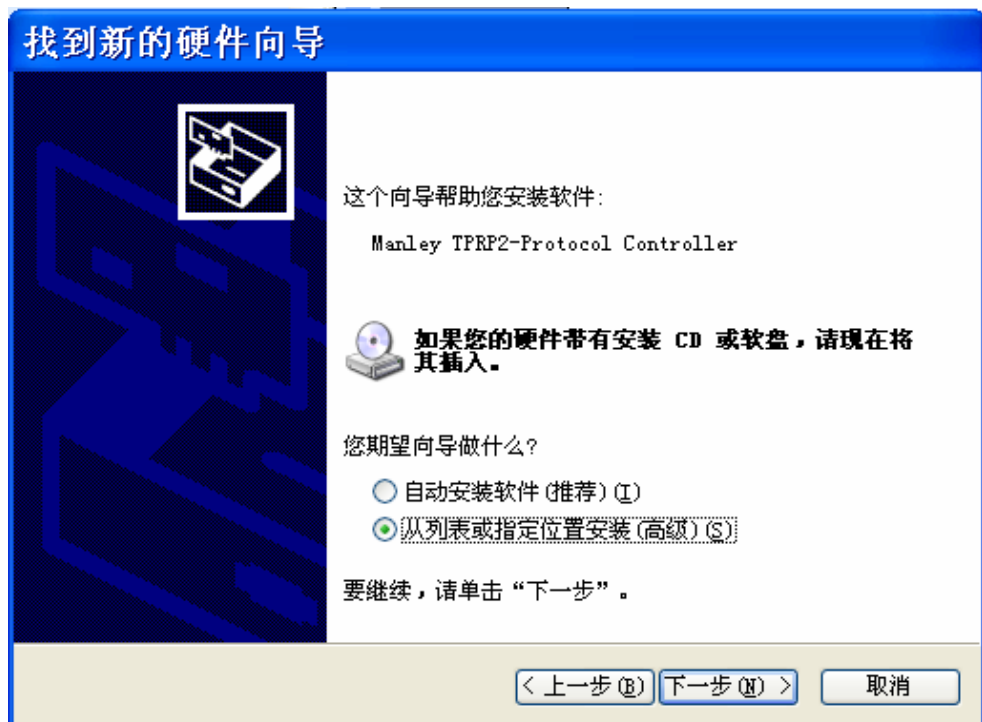 找到新的硬件向导
这个向导帮助您安装软件:
Manley TPRP2-Protocol Controller
如果您的硬件带有安装 CD 或软盘，请现在将
其插入。
您期望向导做什么?
自动安装软件(推荐)(I)
从列表或指定位置安装(高级)(S)
要继续，请单击“下一步”。
< 上一步(B) 下一步(N) > 取消